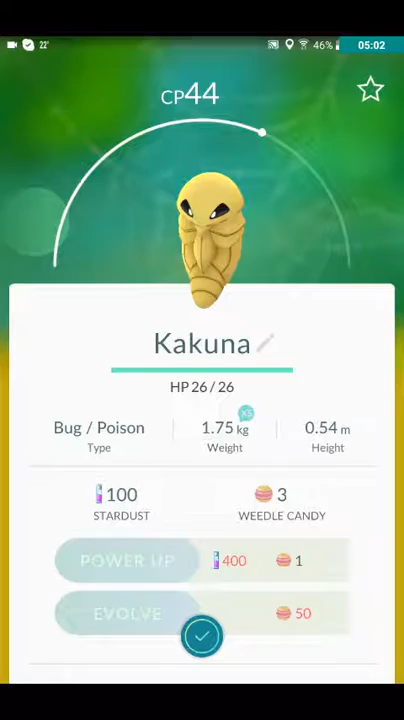 22° 46% 05:02
CP44
Kakuna
HP 26 / 26
XS
Bug / Poison 1.75 kg 0.54 m
Type Weight Height
100 3
STARDUST WEEDLE CANDY
POWER UP 400 1
EVOLVE 50